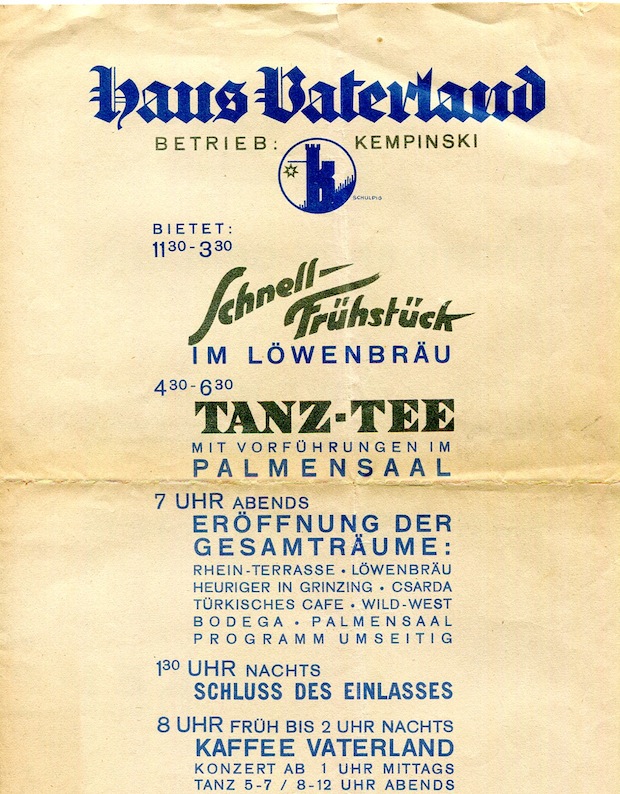 Haus Vaterland
BETRIEB: KEMPINSKI
k
SCHULPIG
BIETET:
11³⁰-3³⁰
Schnell-
Frühstück
IM LÖWENBRÄU
4³⁰-6³⁰
TANZ-TEE
MIT VORFÜHRUNGEN IM
PALMENSAAL
7 UHR ABENDS
ERÖFFNUNG DER
GESAMTRÄUME:
RHEIN-TERRASSE · LÖWENBRÄU
HEURIGER IN GRINZING · CSARDA
TÜRKISCHES CAFE · WILD-WEST
BODEGA · PALMENSAAL
PROGRAMM UMSEITIG
1³⁰ UHR NACHTS
SCHLUSS DES EINLASSES
8 UHR FRÜH BIS 2 UHR NACHTS
KAFFEE VATERLAND
KONZERT AB 1 UHR MITTAGS
TANZ 5-7 / 8-12 UHR ABENDS